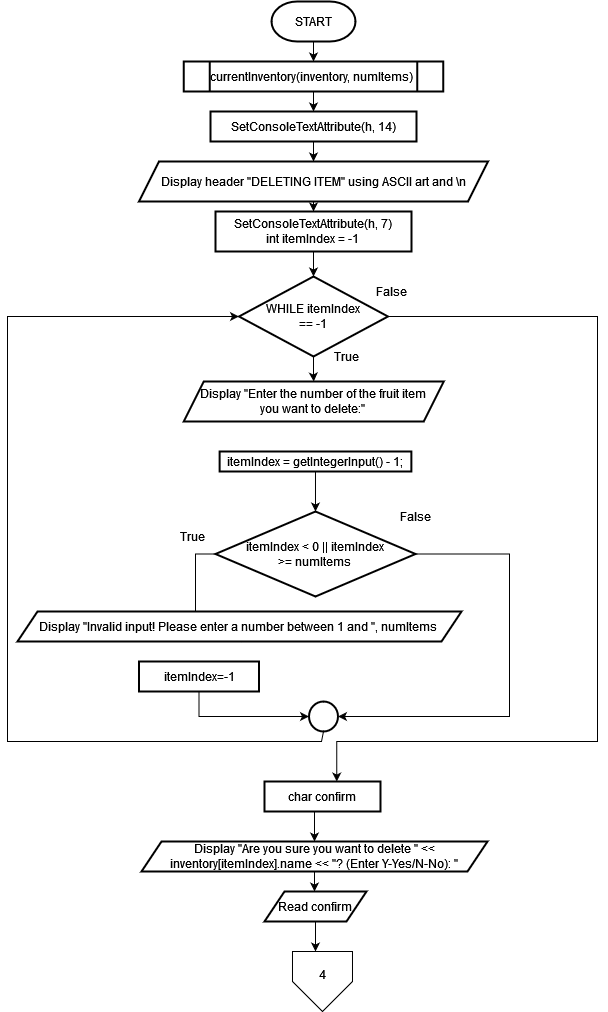 START
currentInventory(inventory, numItems)
SetConsoleTextAttribute(h, 14)
Display header "DELETING ITEM" using ASCII art and \n
SetConsoleTextAttribute(h, 7)
int itemIndex = -1
False
WHILE itemIndex
== -1
True
Display "Enter the number of the fruit item
you want to delete:"
itemIndex = getIntegerInput() - 1;
False
True
itemIndex < 0 || itemIndex
>= numItems
Display "Invalid input! Please enter a number between 1 and ", numItems
itemIndex=-1
char confirm
Display "Are you sure you want to delete " <<
inventory[itemIndex].name << "? (Enter Y-Yes/N-No): "
Read confirm
4